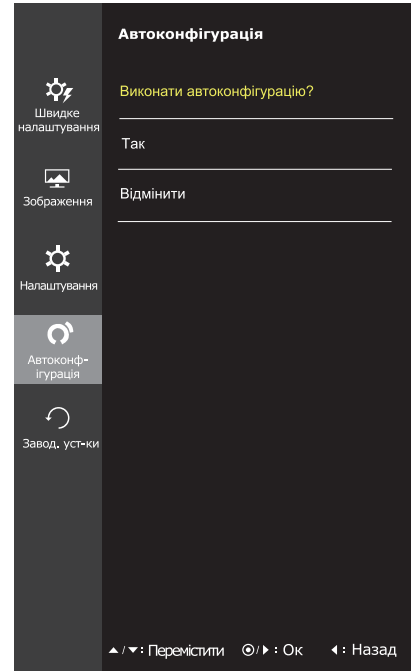 Автоконфігурація
Виконати автоконфігурацію?
Так
Відмінити
Швидке
налаштування
Зображення
Налаштування
Автоконф-
ігурація
Завод. уст-ки
▲/▼: Перемістити ◉/▶: Ок ◀: Назад